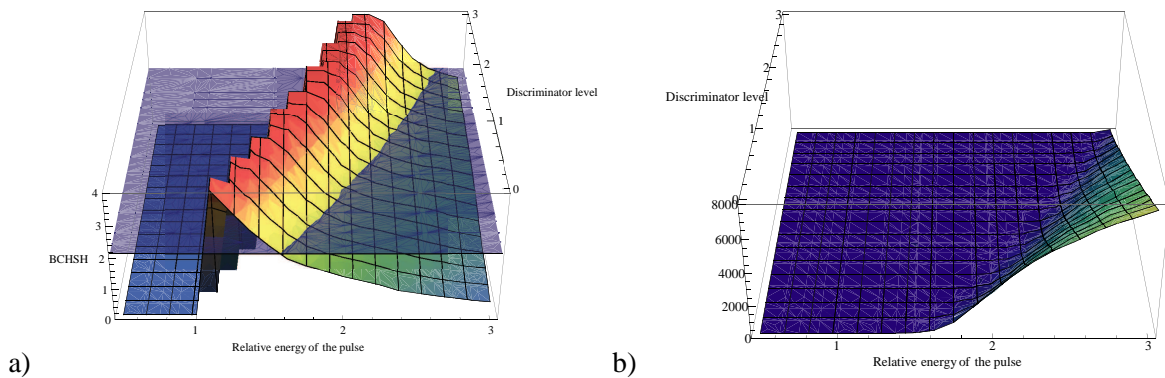 3
2
Discriminator level
1
0
4
3
BCHSH 2
1
0
1 2 3
Relative energy of the pulse
a)
3
2
Discriminator level
1
0
8000
6000
4000
2000
0
1 2 3
Relative energy of the pulse
b)